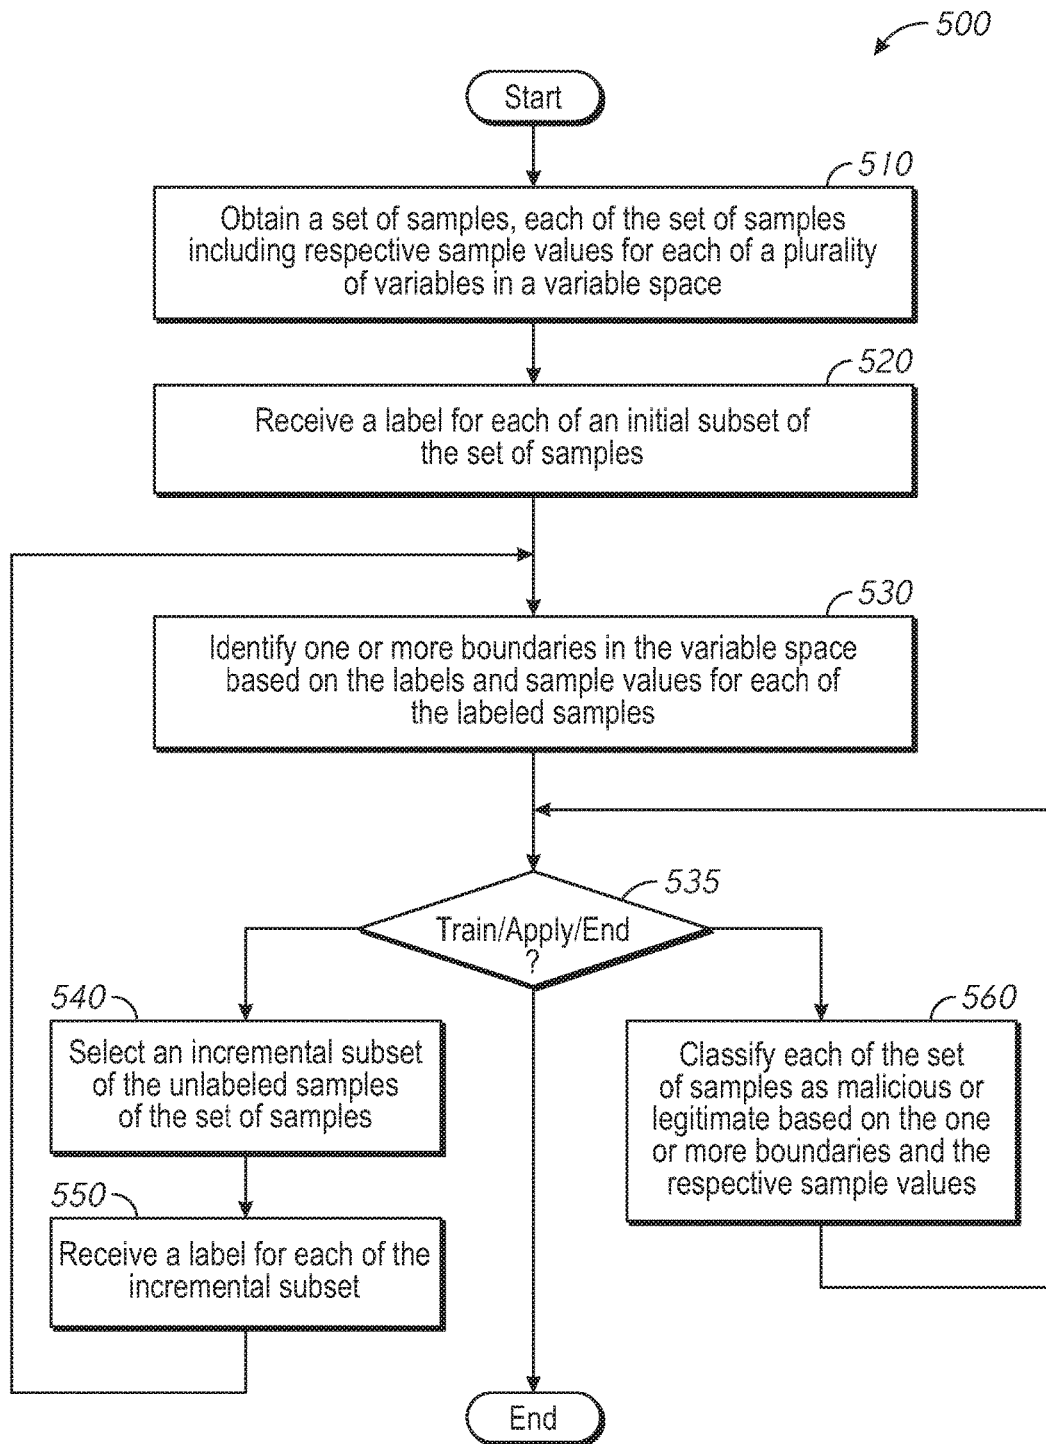 500
Start
510
Obtain a set of samples, each of the set of samples
including respective sample values for each of a plurality
of variables in a variable space
520
Receive a label for each of an initial subset of
the set of samples
530
Identify one or more boundaries in the variable space
based on the labels and sample values for each of
the labeled samples
535
Train/Apply/End
?
540
Select an incremental subset
of the unlabeled samples
of the set of samples
550
Receive a label for each of the
incremental subset
560
Classify each of the set
of samples as malicious or
legitimate based on the one
or more boundaries and the
respective sample values
End